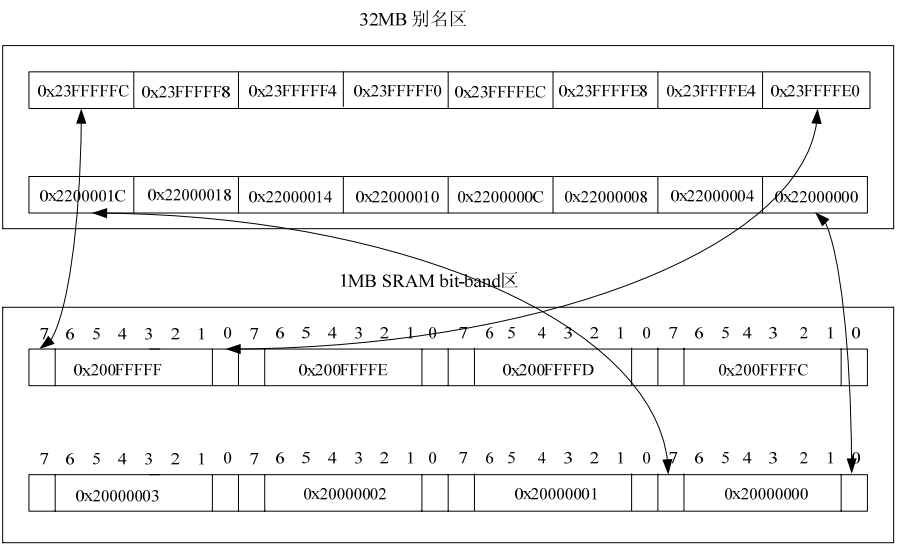 32MB 别名区
0x23FFFFFC 0x23FFFFF8 0x23FFFFF4 0x23FFFFF0 0x23FFFFEC 0x23FFFFE8 0x23FFFFE4 0x23FFFFE0
0x2200001C 0x22000018 0x22000014 0x22000010 0x2200000C 0x22000008 0x22000004 0x22000000
1MB SRAM bit-band区
7 6 5 4 3 2 1 0 7 6 5 4 3 2 1 0 7 6 5 4 3 2 1 0 7 6 5 4 3 2 1 0
0x200FFFFF 0x200FFFFE 0x200FFFFD 0x200FFFFC
7 6 5 4 3 2 1 0 7 6 5 4 3 2 1 0 7 6 5 4 3 2 1 0 7 6 5 4 3 2 1 0
0x20000003 0x20000002 0x20000001 0x20000000